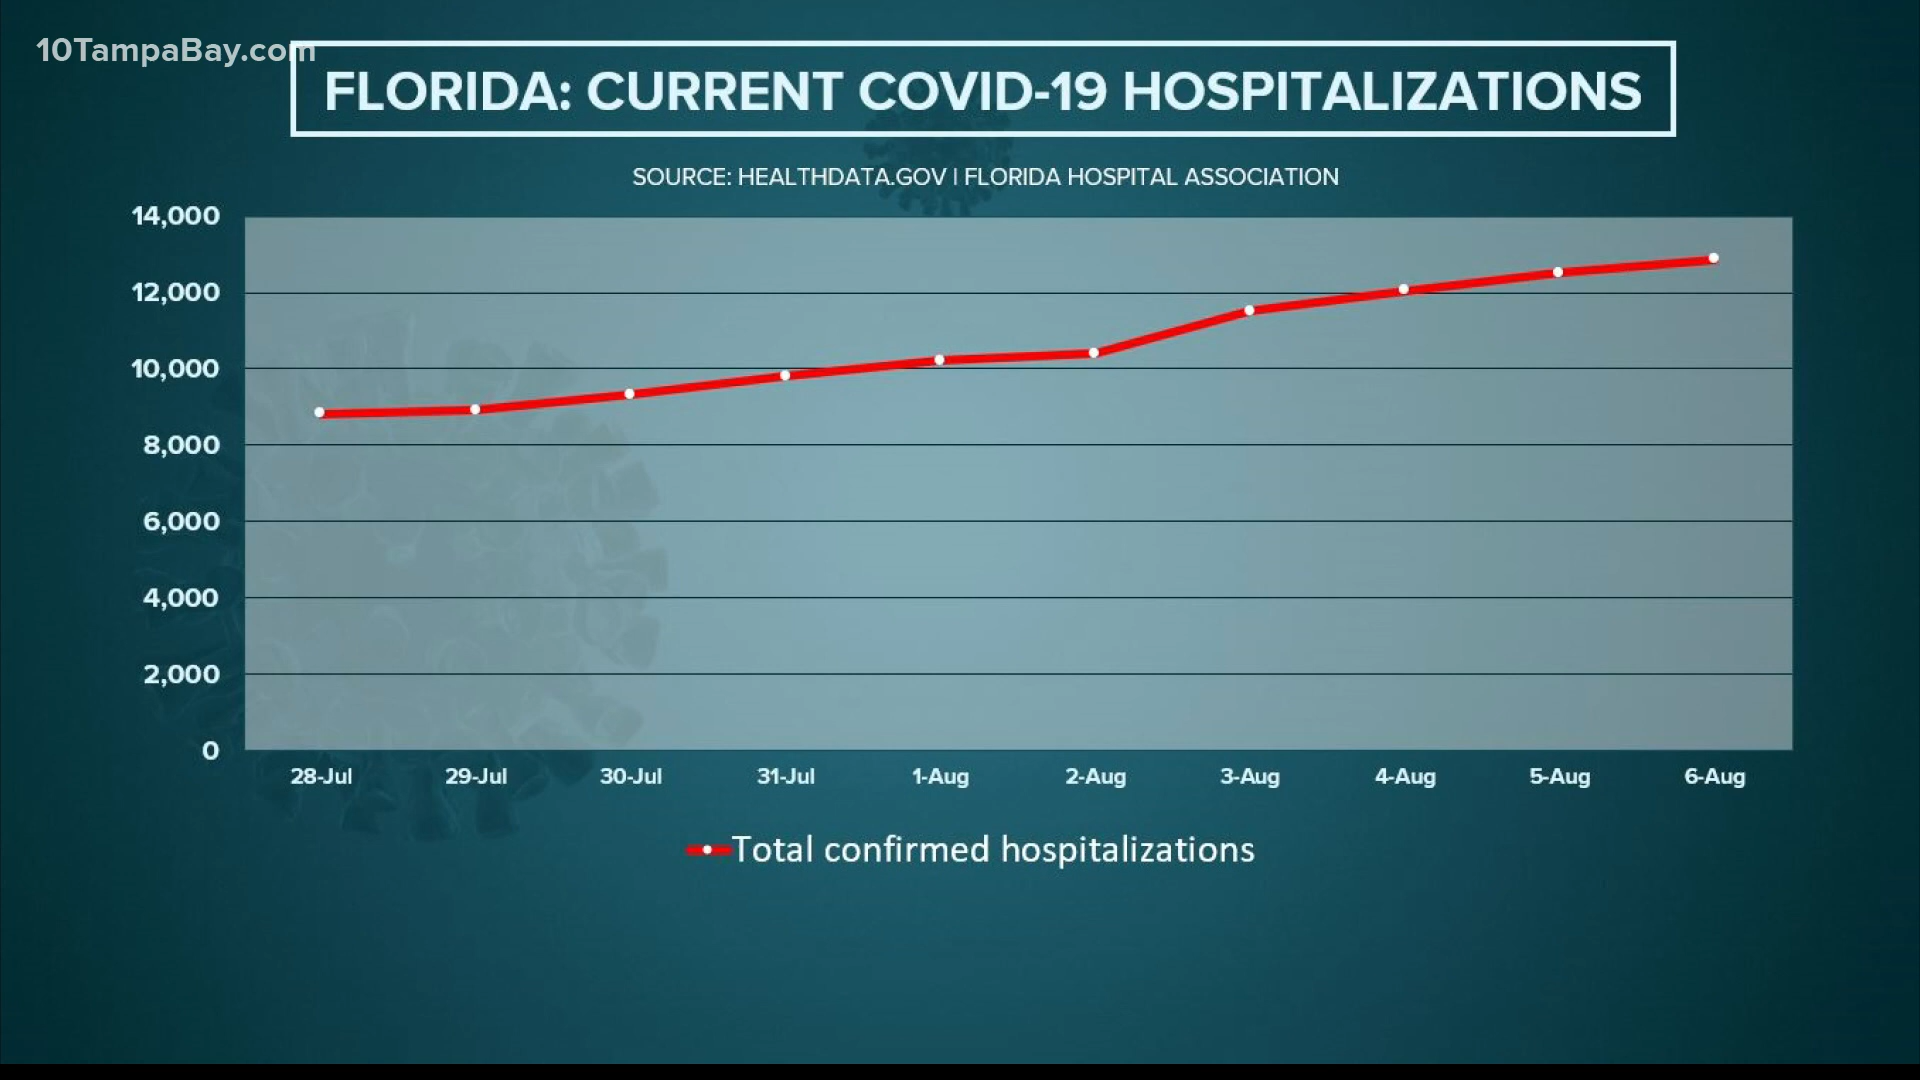 10TampaBay.com
FLORIDA: CURRENT COVID-19 HOSPITALIZATIONS
SOURCE: HEALTHDATA.GOV | FLORIDA HOSPITAL ASSOCIATION
14,000
12,000
10,000
8,000
6,000
4,000
2,000
0
28-Jul 29-Jul 30-Jul 31-Jul 1-Aug 2-Aug 3-Aug 4-Aug 5-Aug 6-Aug
Total confirmed hospitalizations